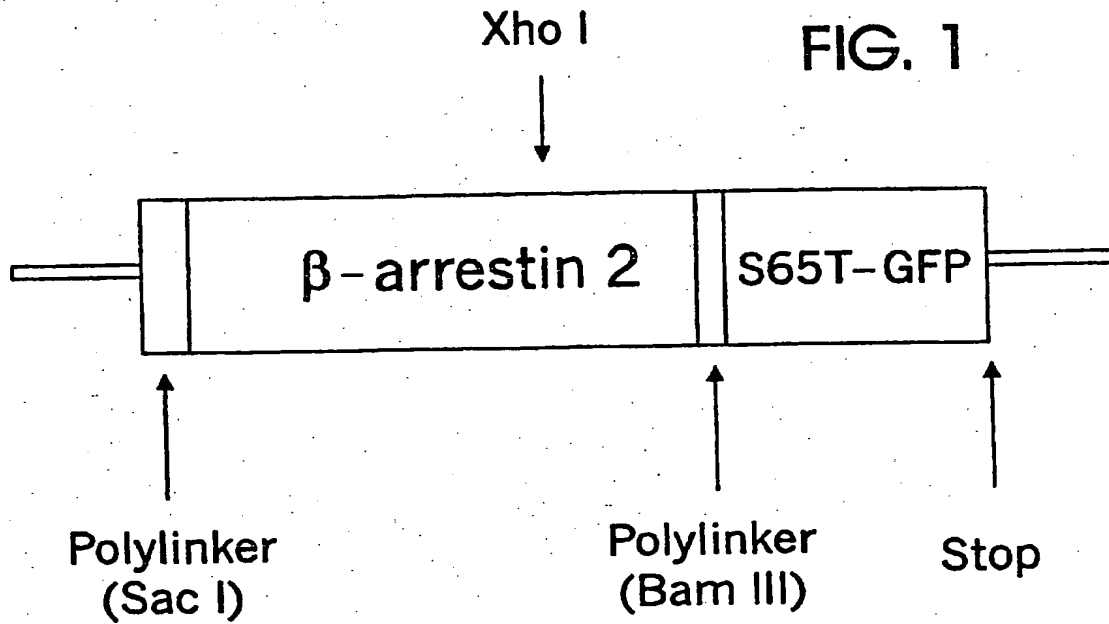 Xho I
FIG. 1
β-arrestin 2
S65T-GFP
Polylinker
(Sac I)
Polylinker
(Bam III)
Stop